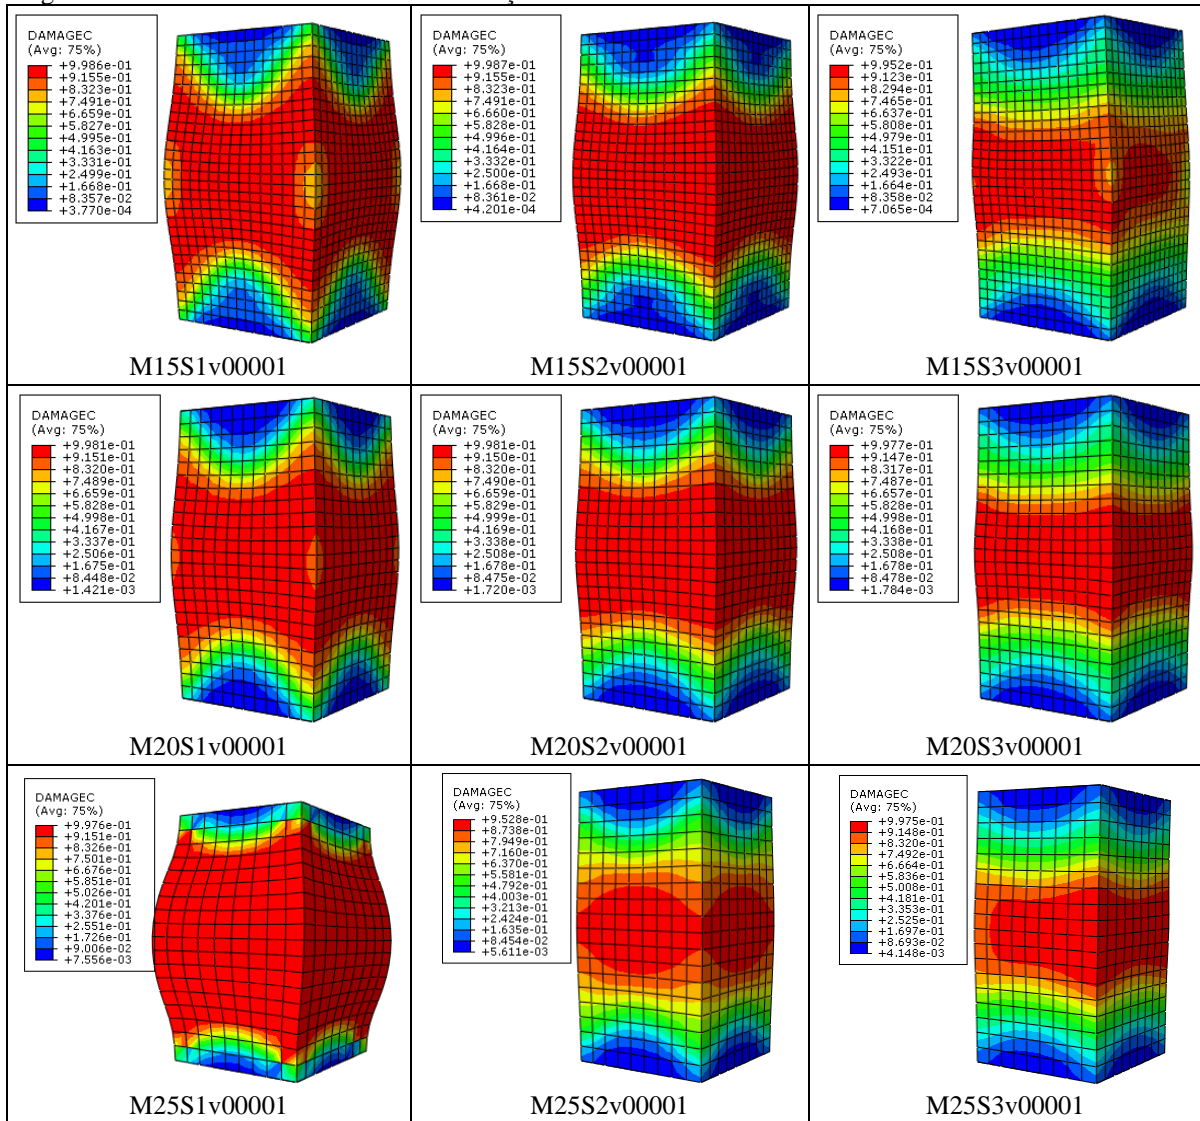 DAMAGEC
(Avg: 75%)
+9.986e-01
+9.155e-01
+8.323e-01
+7.491e-01
+6.659e-01
+5.827e-01
+4.995e-01
+4.163e-01
+3.331e-01
+2.499e-01
+1.668e-01
+8.357e-02
+3.770e-04
M15S1v00001
DAMAGEC
(Avg: 75%)
+9.987e-01
+9.155e-01
+8.323e-01
+7.491e-01
+6.660e-01
+5.828e-01
+4.996e-01
+4.164e-01
+3.332e-01
+2.500e-01
+1.668e-01
+8.361e-02
+4.201e-04
M15S2v00001
DAMAGEC
(Avg: 75%)
+9.952e-01
+9.123e-01
+8.294e-01
+7.465e-01
+6.637e-01
+5.808e-01
+4.979e-01
+4.151e-01
+3.322e-01
+2.493e-01
+1.664e-01
+8.358e-02
+7.065e-04
M15S3v00001
DAMAGEC
(Avg: 75%)
+9.981e-01
+9.151e-01
+8.320e-01
+7.489e-01
+6.659e-01
+5.828e-01
+4.998e-01
+4.167e-01
+3.337e-01
+2.506e-01
+1.675e-01
+8.448e-02
+1.421e-03
M20S1v00001
DAMAGEC
(Avg: 75%)
+9.981e-01
+9.150e-01
+8.320e-01
+7.490e-01
+6.659e-01
+5.829e-01
+4.999e-01
+4.169e-01
+3.338e-01
+2.508e-01
+1.678e-01
+8.475e-02
+1.720e-03
M20S2v00001
DAMAGEC
(Avg: 75%)
+9.977e-01
+9.147e-01
+8.317e-01
+7.487e-01
+6.657e-01
+5.828e-01
+4.998e-01
+4.168e-01
+3.338e-01
+2.508e-01
+1.678e-01
+8.478e-02
+1.784e-03
M20S3v00001
DAMAGEC
(Avg: 75%)
+9.976e-01
+9.151e-01
+8.326e-01
+7.501e-01
+6.676e-01
+5.851e-01
+5.026e-01
+4.201e-01
+3.376e-01
+2.551e-01
+1.726e-01
+9.006e-02
+7.556e-03
M25S1v00001
DAMAGEC
(Avg: 75%)
+9.528e-01
+8.738e-01
+7.949e-01
+7.160e-01
+6.370e-01
+5.581e-01
+4.792e-01
+4.003e-01
+3.213e-01
+2.424e-01
+1.635e-01
+8.454e-02
+5.611e-03
M25S2v00001
DAMAGEC
(Avg: 75%)
+9.975e-01
+9.148e-01
+8.320e-01
+7.492e-01
+6.664e-01
+5.836e-01
+5.008e-01
+4.181e-01
+3.353e-01
+2.525e-01
+1.697e-01
+8.693e-02
+4.148e-03
M25S3v00001